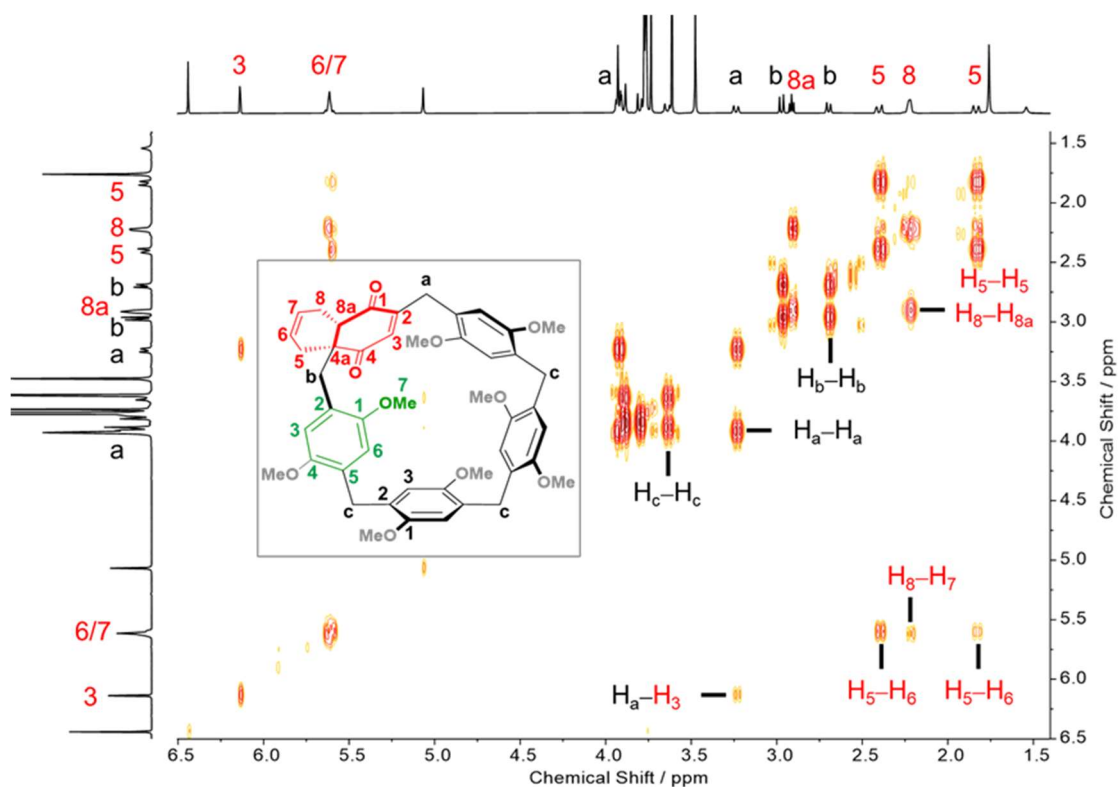 3
6/7
a
a
b
8a
b
5
8
5
1.5
2.0
2.5
3.0
3.5
4.0
4.5
5.0
5.5
6.0
6.5
Chemical Shift / ppm
5
8
5
b
8a
b
a
a
6/7
3
a
O
1
8
7
8a
2
6
3
5
4a
4
O
b
MeO
OMe
7
1
OMe
2
c
3
6
MeO
OMe
MeO
4
5
3
OMe
OMe
c
2
c
MeO
1
H5–H5
H8–H8a
Hb–Hb
Ha–Ha
Hc–Hc
H8–H7
Ha–H3
H5–H6
H5–H6
6.5 6.0 5.5 5.0 4.5 4.0 3.5 3.0 2.5 2.0 1.5
Chemical Shift / ppm